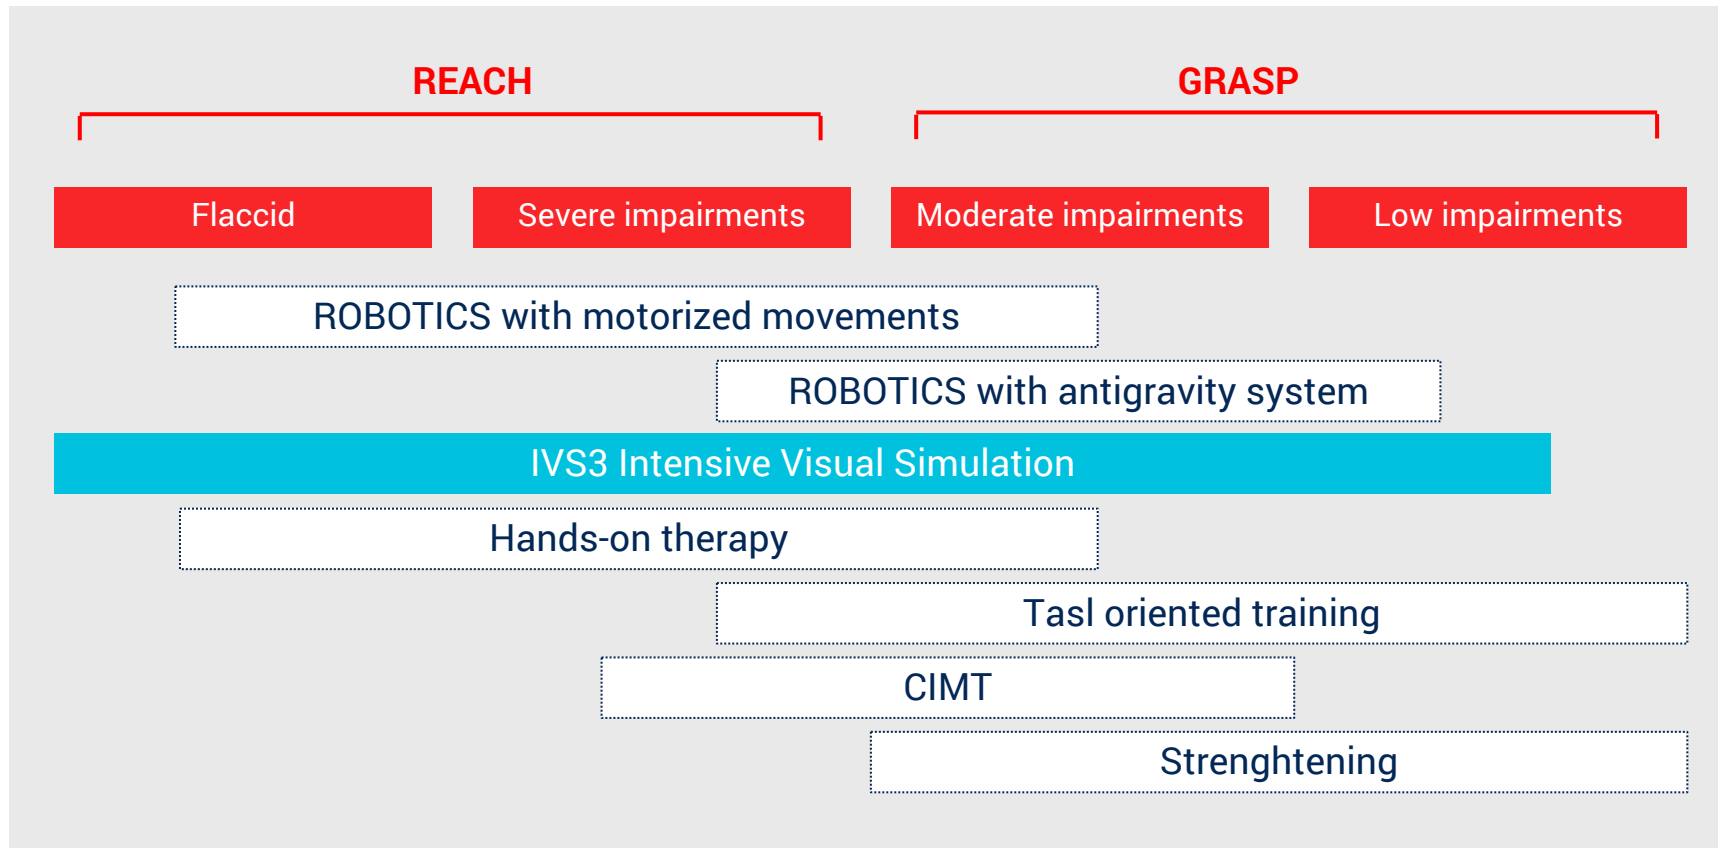 REACH
GRASP
Flaccid
Severe impairments
Moderate impairments
Low impairments
ROBOTICS with motorized movements
ROBOTICS with antigravity system
IVS3 Intensive Visual Simulation
Hands-on therapy
Tasl oriented training
CIMT
Strenghtening